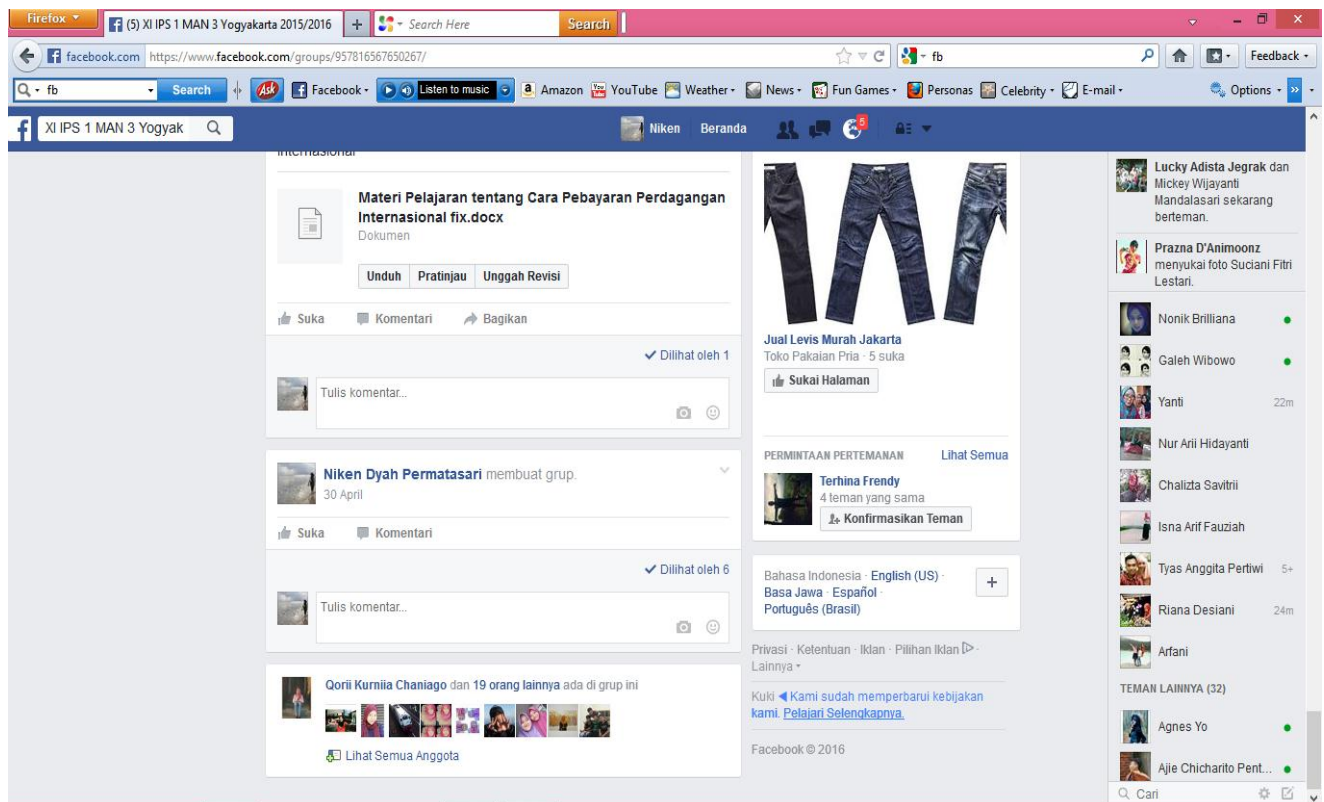 Firefox
(5) XI IPS 1 MAN 3 Yogyakarta 2015/2016
+
Search Here
Search
facebook.com https://www.facebook.com/groups/957816567650267/
fb
Feedback
fb
Search
Ask
Facebook
Listen to music
Amazon
YouTube
Weather
News
Fun Games
Personas
Celebrity
E-mail
Options
XI IPS 1 MAN 3 Yogyak
Niken
Beranda
5
internasional
Materi Pelajaran tentang Cara Pebayaran Perdagangan
Internasional fix.docx
Dokumen
Unduh
Pratinjau
Unggah Revisi
Suka
Komentari
Bagikan
Dilihat oleh 1
Tulis komentar...
Niken Dyah Permatasari membuat grup.
30 April
Suka
Komentari
Dilihat oleh 6
Tulis komentar...
Qorii Kurniia Chaniago dan 19 orang lainnya ada di grup ini
Lihat Semua Anggota
Jual Levis Murah Jakarta
Toko Pakaian Pria · 5 suka
Sukai Halaman
PERMINTAAN PERTEMANAN
Lihat Semua
Terhina Frendy
4 teman yang sama
Konfirmasikan Teman
Bahasa Indonesia · English (US) ·
Basa Jawa · Español ·
Português (Brasil)
+
Privasi · Ketentuan · Iklan · Pilihan Iklan ·
Lainnya
Kuki Kami sudah memperbarui kebijakan
kami. Pelajari Selengkapnya.
Facebook © 2016
Lucky Adista Jegrak dan
Mickey Wijayanti
Mandalasari sekarang
berteman.
Prazna D'Animoonz
menyukai foto Suciani Fitri
Lestari.
Nonik Brilliana
Galeh Wibowo
Yanti 22m
Nur Arii Hidayanti
Chalizta Savitrii
Isna Arif Fauziah
Tyas Anggita Pertiwi 5+
Riana Desiani 24m
Arfani
TEMAN LAINNYA (32)
Agnes Yo
Ajie Chicharito Pent...
Cari